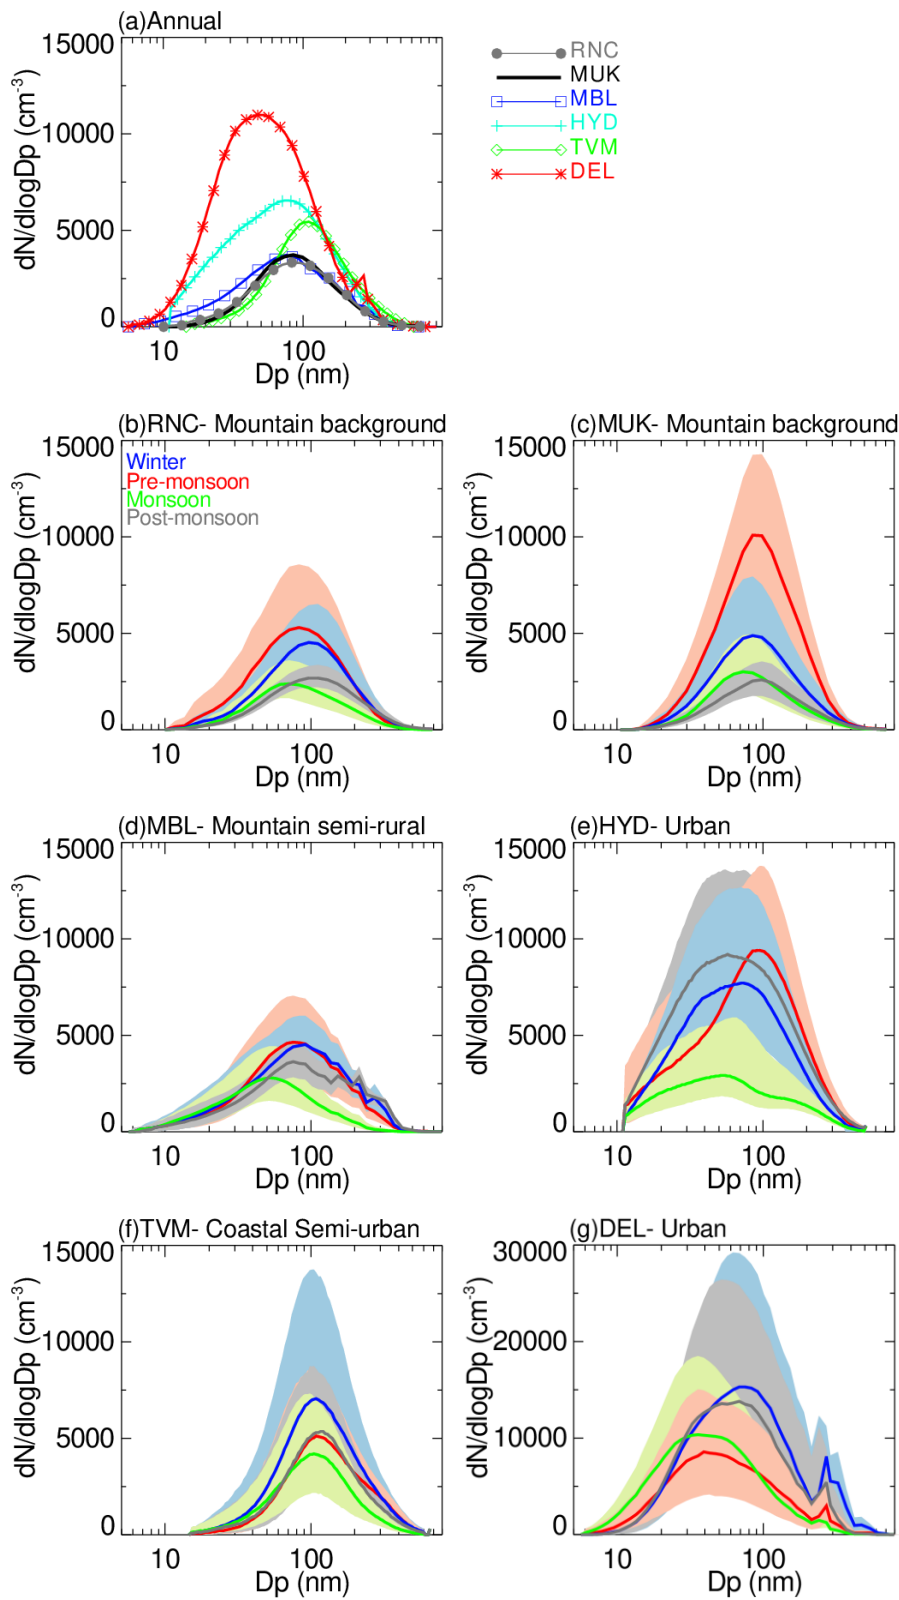 (a)Annual
15000
10000
5000
0
dN/dlogDp (cm-3)
10 100
Dp (nm)
RNC
MUK
MBL
HYD
TVM
DEL
(b)RNC- Mountain background
15000
10000
5000
0
dN/dlogDp (cm-3)
Winter
Pre-monsoon
Monsoon
Post-monsoon
10 100
Dp (nm)
(c)MUK- Mountain background
15000
10000
5000
0
dN/dlogDp (cm-3)
10 100
Dp (nm)
(d)MBL- Mountain semi-rural
15000
10000
5000
0
dN/dlogDp (cm-3)
10 100
Dp (nm)
(e)HYD- Urban
15000
10000
5000
0
dN/dlogDp (cm-3)
10 100
Dp (nm)
(f)TVM- Coastal Semi-urban
15000
10000
5000
0
dN/dlogDp (cm-3)
10 100
Dp (nm)
(g)DEL- Urban
30000
20000
10000
0
dN/dlogDp (cm-3)
10 100
Dp (nm)